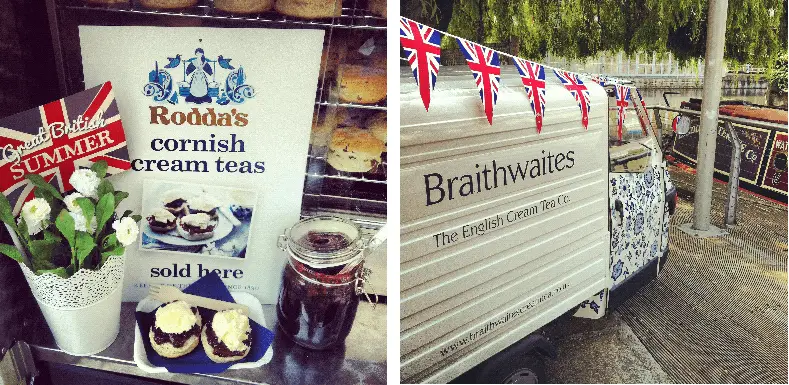 Great British
SUMMER
Rodda's
cornish
cream teas
sold here
Braithwaites
The English Cream Tea Co.